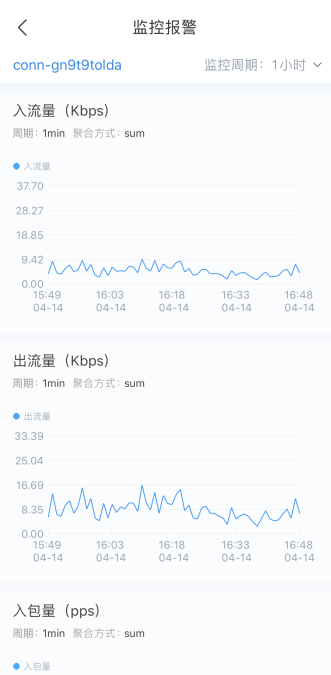 监控报警
conn-gn9t9tolda 监控周期：1小时
入流量（Kbps）
周期：1min 聚合方式：sum
入流量
37.70
28.27
18.85
9.42
0.00
15:49 16:03 16:18 16:33 16:48
04-14 04-14 04-14 04-14 04-14
出流量（Kbps）
周期：1min 聚合方式：sum
出流量
33.39
25.04
16.69
8.35
0.00
15:49 16:03 16:18 16:33 16:48
04-14 04-14 04-14 04-14 04-14
入包量（pps）
周期：1min 聚合方式：sum
入包量